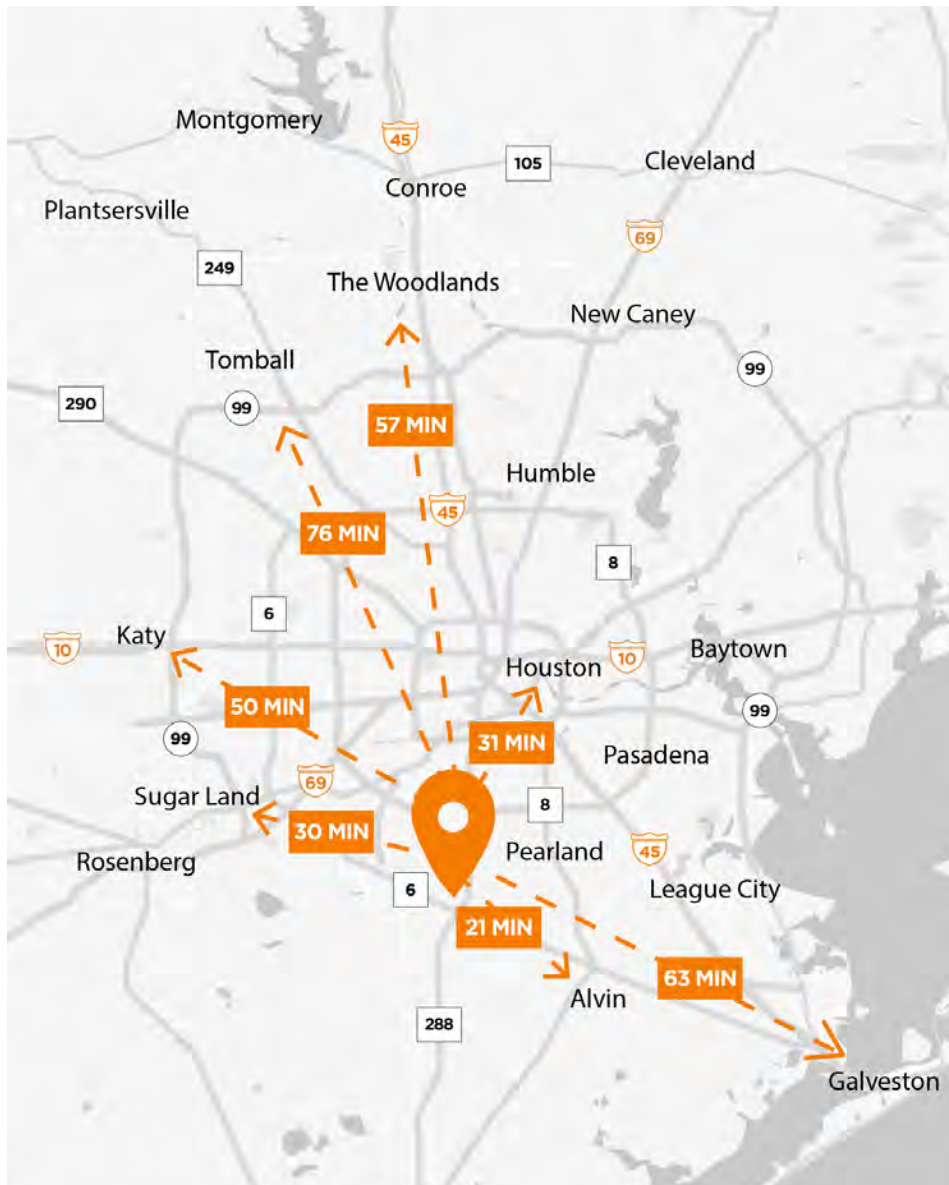 Montgomery
45
105
Cleveland
Conroe
Plantsersville
69
249
The Woodlands
New Caney
Tomball
99
290
99
57 MIN
Humble
45
76 MIN
8
6
Katy
10
Houston
10
Baytown
50 MIN
99
99
31 MIN
Pasadena
69
Sugar Land
8
30 MIN
Pearland
45
Rosenberg
6
League City
21 MIN
63 MIN
Alvin
288
Galveston